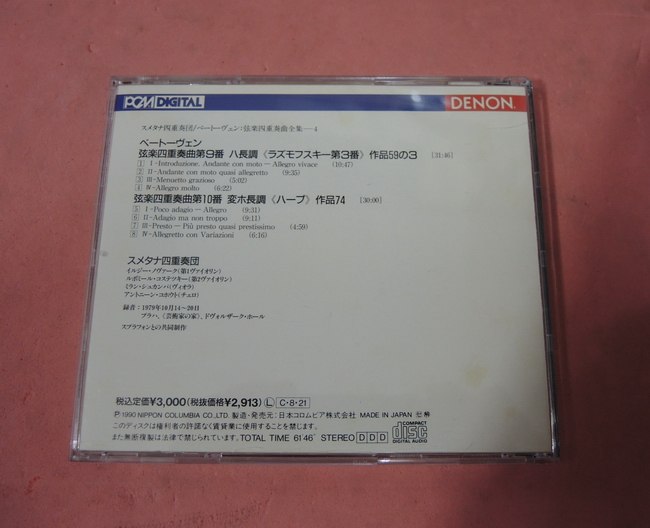 PCM DIGITAL
DENON
スメタナ四重奏団/ベートーヴェン:弦楽四重奏曲全集—4
ベートーヴェン
弦楽四重奏曲第9番 ハ長調《ラズモフスキー第3番》作品59の3 [31:46]
1 I-Introduzione. Andante con moto — Allegro vivace (10:47)
2 II-Andante con moto quasi allegretto (9:35)
3 III-Menuetto grazioso (5:02)
4 IV-Allegro molto (6:22)
弦楽四重奏曲第10番 変ホ長調《ハープ》作品74 [30:00]
5 I-Poco adagio — Allegro (9:31)
6 II-Adagio ma non troppo (9:11)
7 III-Presto — Più presto quasi prestissimo (4:59)
8 IV-Allegretto con Variazioni (6:16)
スメタナ四重奏団
イルジー・ノヴァーク(第1ヴァイオリン)
ルボミール・コステツキー(第2ヴァイオリン)
ミラン・シュカンパ(ヴィオラ)
アントニーン・コホウト(チェロ)
録音:1979年10月14〜20日
プラハ、《芸術家の家》、ドヴォルザーク・ホール
スプラフォンとの共同制作
税込定価¥3,000(税抜価格¥2,913) L C・8・21
Ⓟ1990 NIPPON COLUMBIA CO.,LTD. 製造・発売元:日本コロムビア株式会社 MADE IN JAPAN
このディスクは権利者の許諾なく賃貸業に使用することを禁じます。
また無断複製は法律で禁じられています。TOTAL TIME 61'46" STEREO DDD
COMPACT
disc
DIGITAL AUDIO